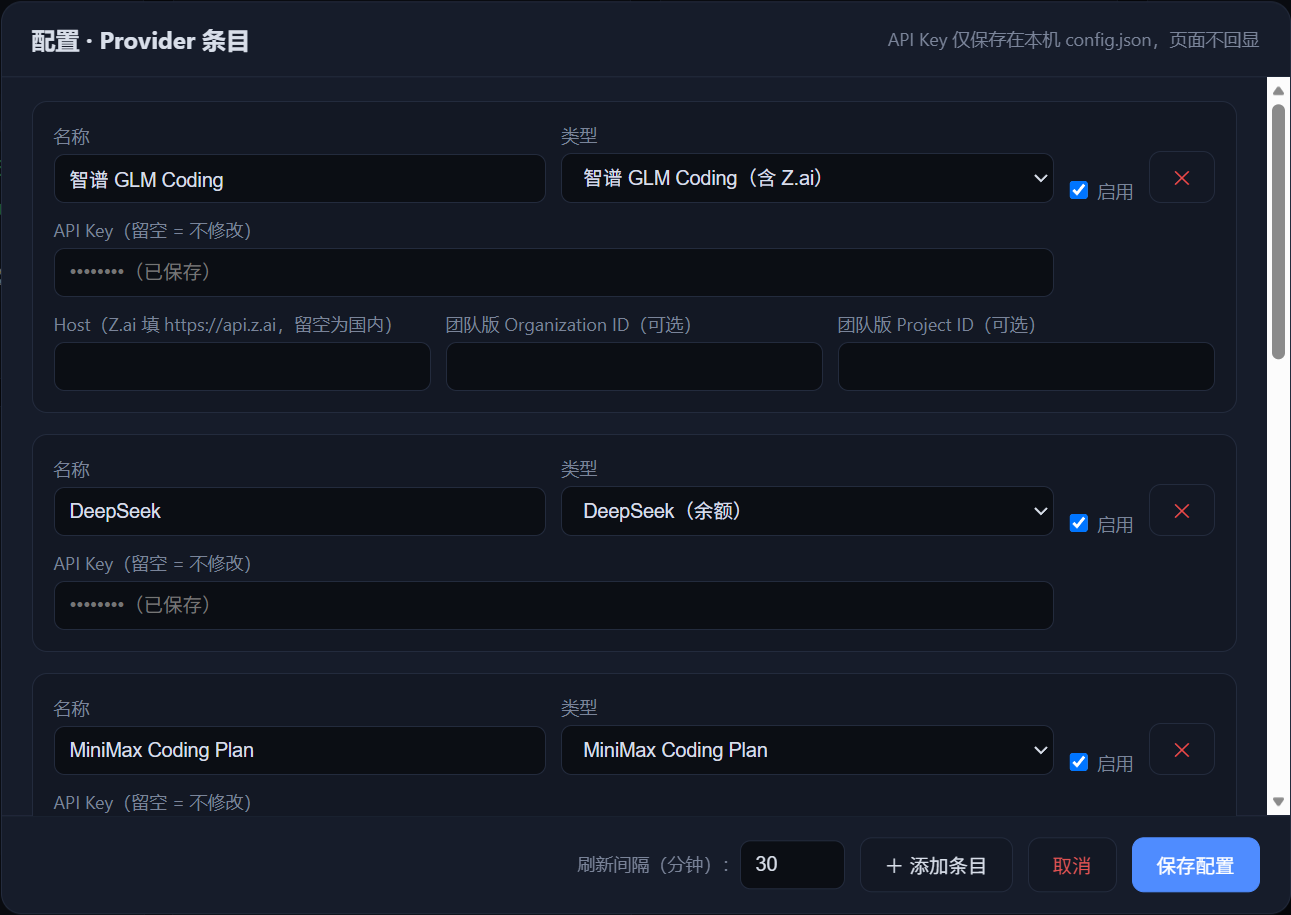 配置 · Provider 条目
API Key 仅保存在本机 config.json，页面不回显
名称
类型
智谱 GLM Coding
智谱 GLM Coding（含 Z.ai）
启用
API Key（留空 = 不修改）
••••••••（已保存）
Host（Z.ai 填 https://api.z.ai，留空为国内）
团队版 Organization ID（可选）
团队版 Project ID（可选）
名称
类型
DeepSeek
DeepSeek（余额）
启用
API Key（留空 = 不修改）
••••••••（已保存）
名称
类型
MiniMax Coding Plan
MiniMax Coding Plan
启用
API Key（留空 = 不修改）
刷新间隔（分钟）：
30
＋ 添加条目
取消
保存配置